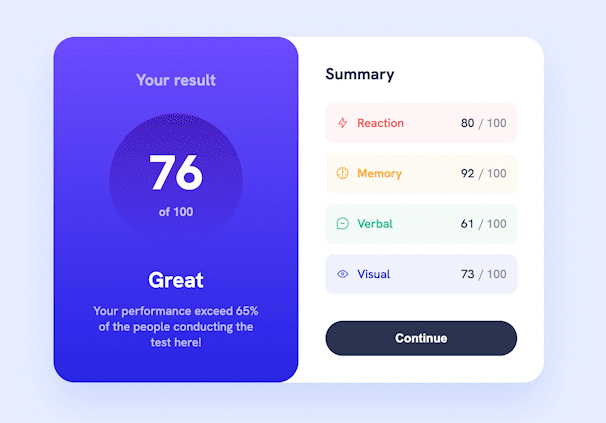 Your result
76
of 100
Great
Your performance exceed 65%
of the people conducting the
test here!
Summary
Reaction 80 / 100
Memory 92 / 100
Verbal 61 / 100
Visual 73 / 100
Continue